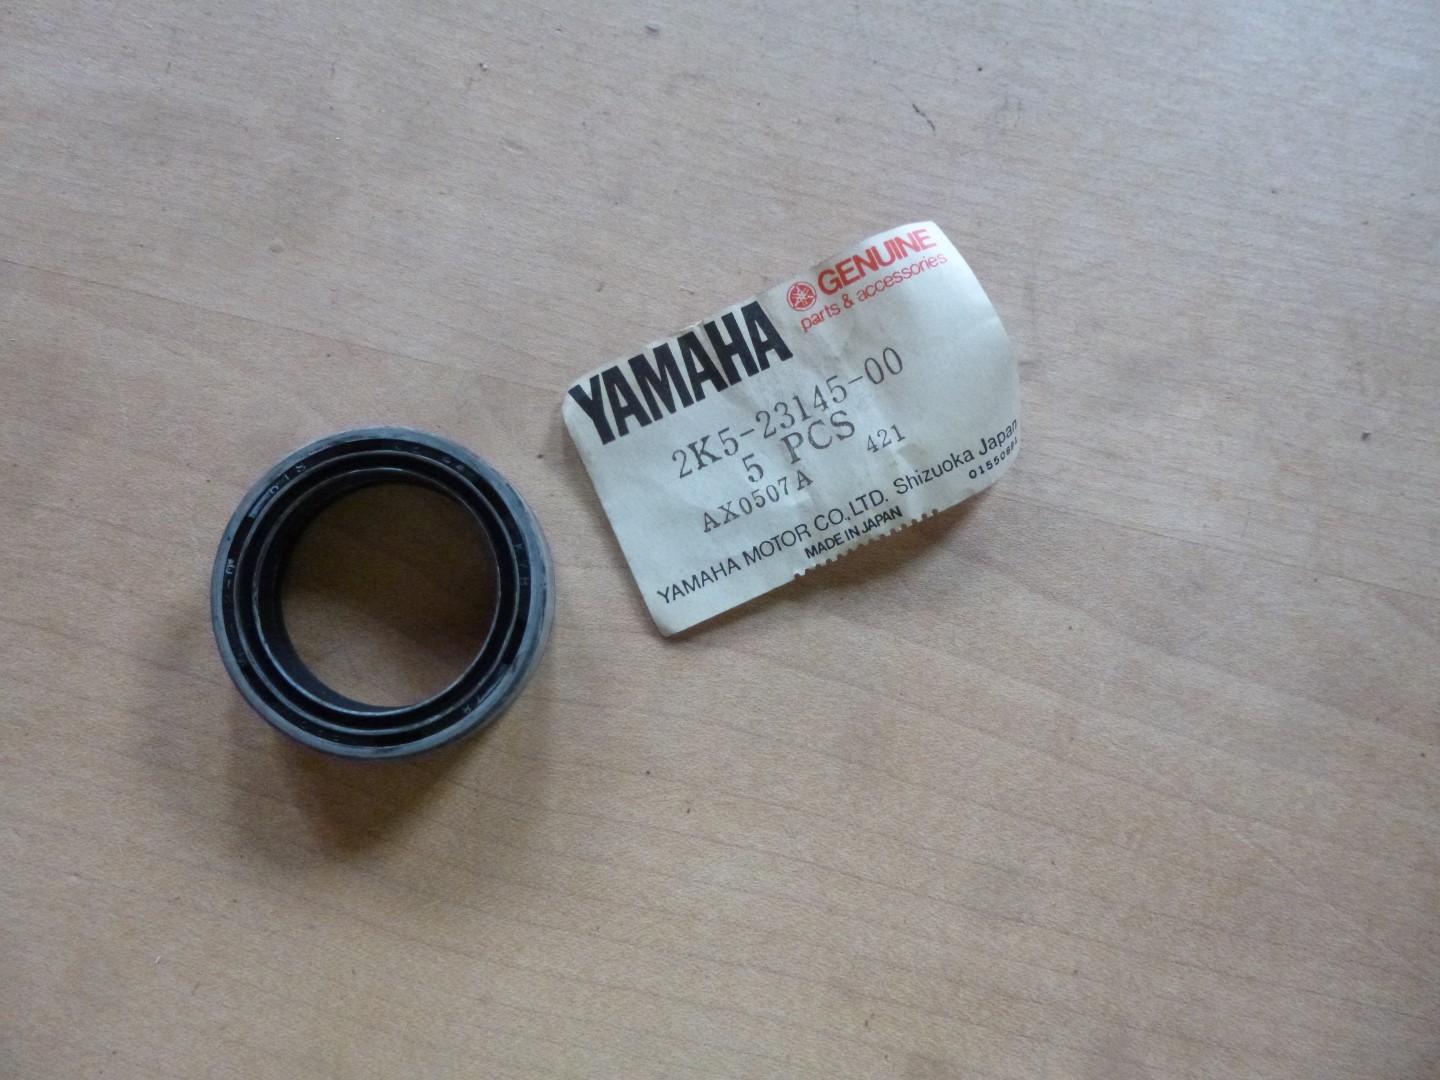 GENUINE
parts & accessories
YAMAHA
2K5-23145-00
5 PCS
AX0507A 421
YAMAHA MOTOR CO.,LTD. Shizuoka Japan
MADE IN JAPAN